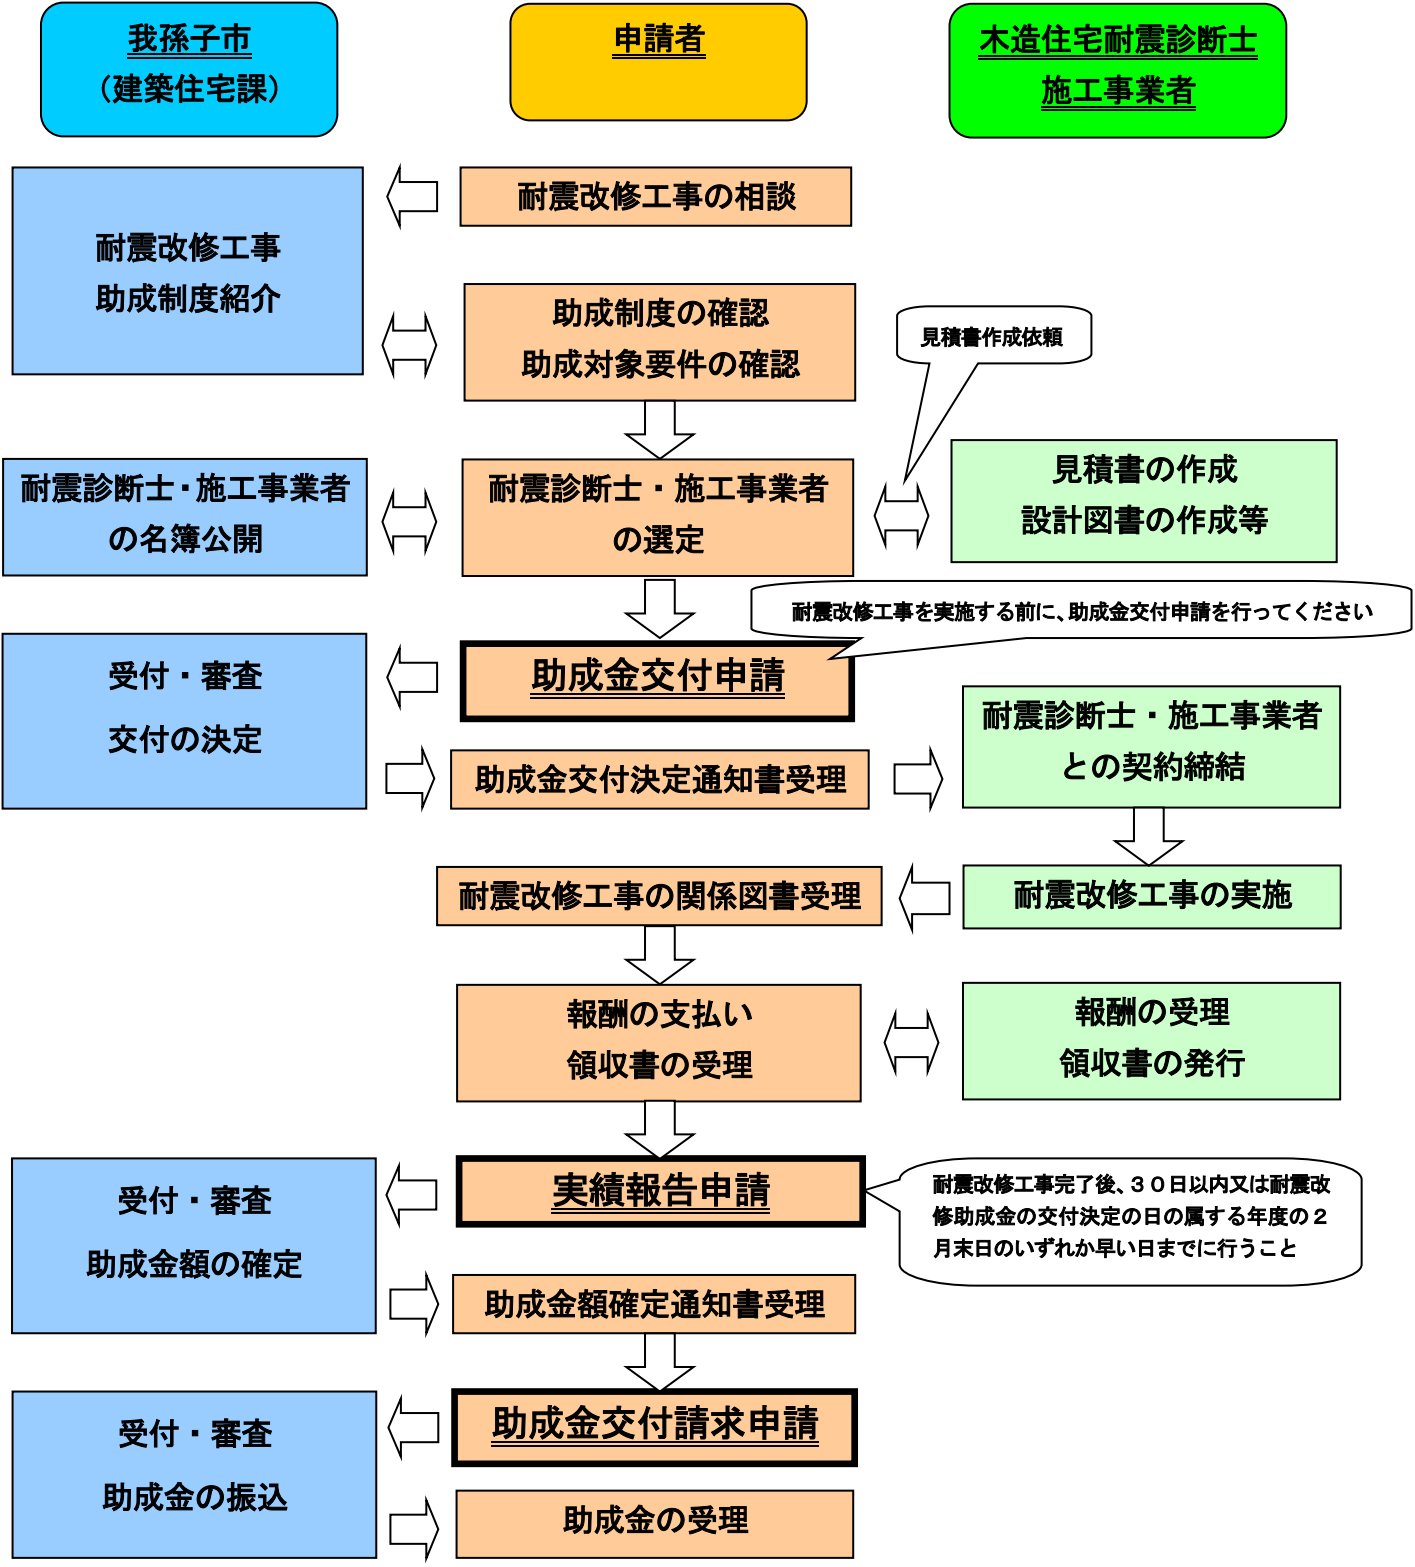 我孫子市
（建築住宅課）
申請者
木造住宅耐震診断士
施工事業者
耐震改修工事の相談
耐震改修工事
助成制度紹介
助成制度の確認
助成対象要件の確認
見積書作成依頼
耐震診断士・施工事業者
の名簿公開
耐震診断士・施工事業者
の選定
見積書の作成
設計図書の作成等
耐震改修工事を実施する前に、助成金交付申請を行ってください
助成金交付申請
受付・審査
交付の決定
耐震診断士・施工事業者
との契約締結
助成金交付決定通知書受理
耐震改修工事の関係図書受理
耐震改修工事の実施
報酬の支払い
領収書の受理
報酬の受理
領収書の発行
実績報告申請
耐震改修工事完了後、３０日以内又は耐震改
修助成金の交付決定の日の属する年度の２
月末日のいずれか早い日までに行うこと
受付・審査
助成金額の確定
助成金額確定通知書受理
助成金交付請求申請
受付・審査
助成金の振込
助成金の受理